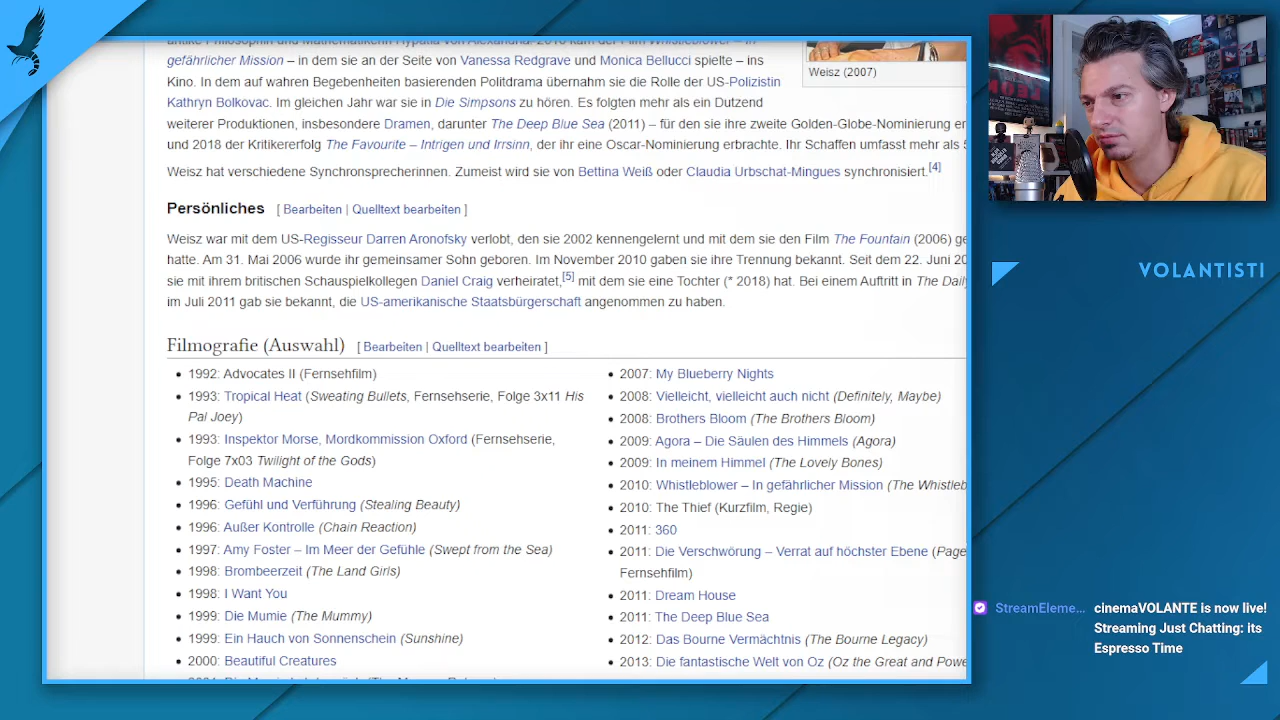 gefährlicher Mission – in dem sie an der Seite von Vanessa Redgrave und Monica Bellucci spielte – ins
Kino. In dem auf wahren Begebenheiten basierenden Politdrama übernahm sie die Rolle der US-Polizistin
Kathryn Bolkovac. Im gleichen Jahr war sie in Die Simpsons zu hören. Es folgten mehr als ein Dutzend
weiterer Produktionen, insbesondere Dramen, darunter The Deep Blue Sea (2011) – für den sie ihre zweite Golden-Globe-Nominierung
und 2018 der Kritikererfolg The Favourite – Intrigen und Irrsinn, der ihr eine Oscar-Nominierung erbrachte. Ihr Schaffen umfasst mehr als
Weisz hat verschiedene Synchronsprecherinnen. Zumeist wird sie von Bettina Weiß oder Claudia Urbschat-Mingues synchronisiert.[4]
Weisz (2007)
Persönliches [ Bearbeiten | Quelltext bearbeiten ]
Weisz war mit dem US-Regisseur Darren Aronofsky verlobt, den sie 2002 kennengelernt und mit dem sie den Film The Fountain (2006)
hatte. Am 31. Mai 2006 wurde ihr gemeinsamer Sohn geboren. Im November 2010 gaben sie ihre Trennung bekannt. Seit dem 22. Juni
sie mit ihrem britischen Schauspielkollegen Daniel Craig verheiratet,[5] mit dem sie eine Tochter (* 2018) hat. Bei einem Auftritt in The
im Juli 2011 gab sie bekannt, die US-amerikanische Staatsbürgerschaft angenommen zu haben.
Filmografie (Auswahl) [ Bearbeiten | Quelltext bearbeiten ]
• 1992: Advocates II (Fernsehfilm)
• 1993: Tropical Heat (Sweating Bullets, Fernsehserie, Folge 3x11 His
Pal Joey)
• 1993: Inspektor Morse, Mordkommission Oxford (Fernsehserie,
Folge 7x03 Twilight of the Gods)
• 1995: Death Machine
• 1996: Gefühl und Verführung (Stealing Beauty)
• 1996: Außer Kontrolle (Chain Reaction)
• 1997: Amy Foster – Im Meer der Gefühle (Swept from the Sea)
• 1998: Brombeerzeit (The Land Girls)
• 1998: I Want You
• 1999: Die Mumie (The Mummy)
• 1999: Ein Hauch von Sonnenschein (Sunshine)
• 2000: Beautiful Creatures
• 2007: My Blueberry Nights
• 2008: Vielleicht, vielleicht auch nicht (Definitely, Maybe)
• 2008: Brothers Bloom (The Brothers Bloom)
• 2009: Agora – Die Säulen des Himmels (Agora)
• 2009: In meinem Himmel (The Lovely Bones)
• 2010: Whistleblower – In gefährlicher Mission (The Whistleb
• 2010: The Thief (Kurzfilm, Regie)
• 2011: 360
• 2011: Die Verschwörung – Verrat auf höchster Ebene (Page
Fernsehfilm)
• 2011: Dream House
• 2011: The Deep Blue Sea
• 2012: Das Bourne Vermächtnis (The Bourne Legacy)
• 2013: Die fantastische Welt von Oz (Oz the Great and Powe
VOLANTISTI
StreamEleme... cinemaVOLANTE is now live!
Streaming Just Chatting: its
Espresso Time